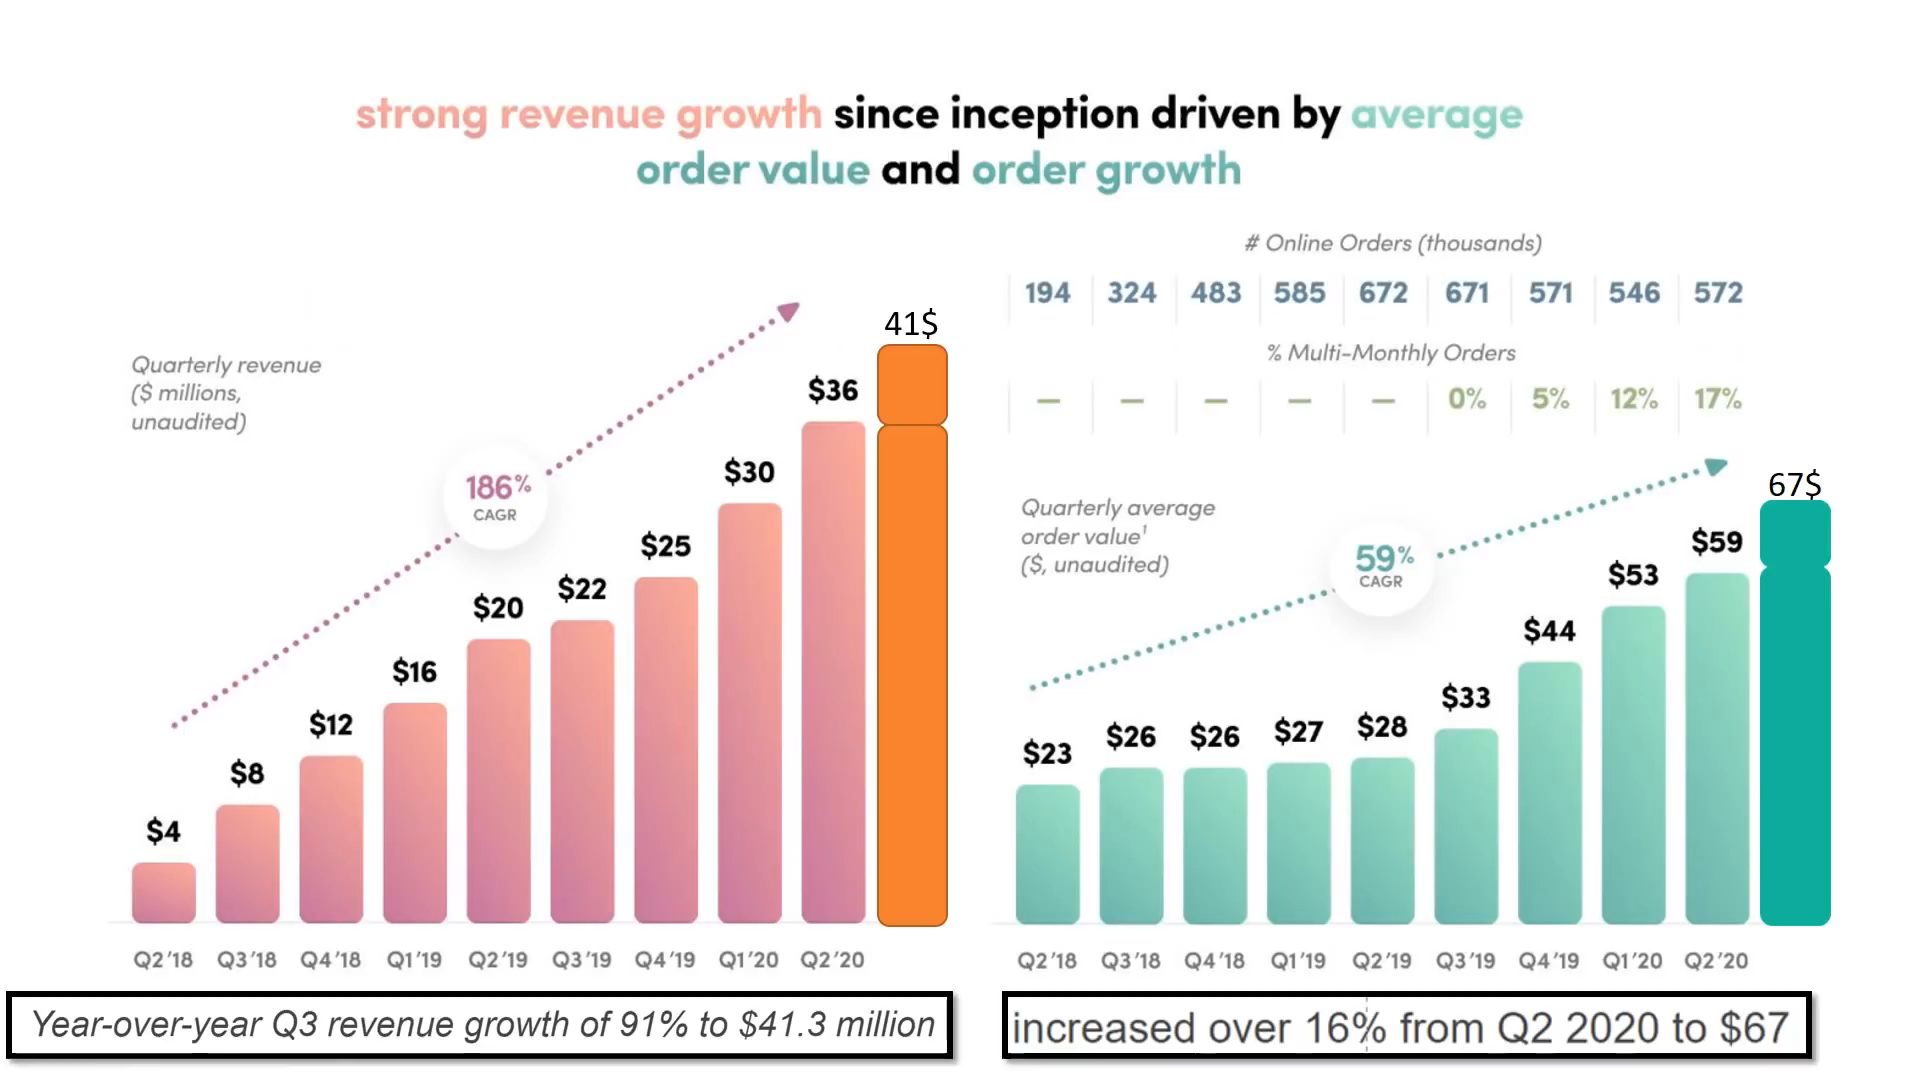 strong revenue growth since inception driven by average
order value and order growth
Quarterly revenue
($ millions,
unaudited)
186%
CAGR
$4
$8
$12
$16
$20
$22
$25
$30
$36
41$
Q2 '18 Q3 '18 Q4 '18 Q1 '19 Q2 '19 Q3 '19 Q4 '19 Q1 '20 Q2 '20
Year-over-year Q3 revenue growth of 91% to $41.3 million
# Online Orders (thousands)
194 324 483 585 672 671 571 546 572
% Multi-Monthly Orders
— — — — — 0% 5% 12% 17%
Quarterly average
order value¹
($, unaudited)
59%
CAGR
$23
$26
$26
$27
$28
$33
$44
$53
$59
67$
Q2 '18 Q3 '18 Q4 '18 Q1 '19 Q2 '19 Q3 '19 Q4 '19 Q1 '20 Q2 '20
increased over 16% from Q2 2020 to $67